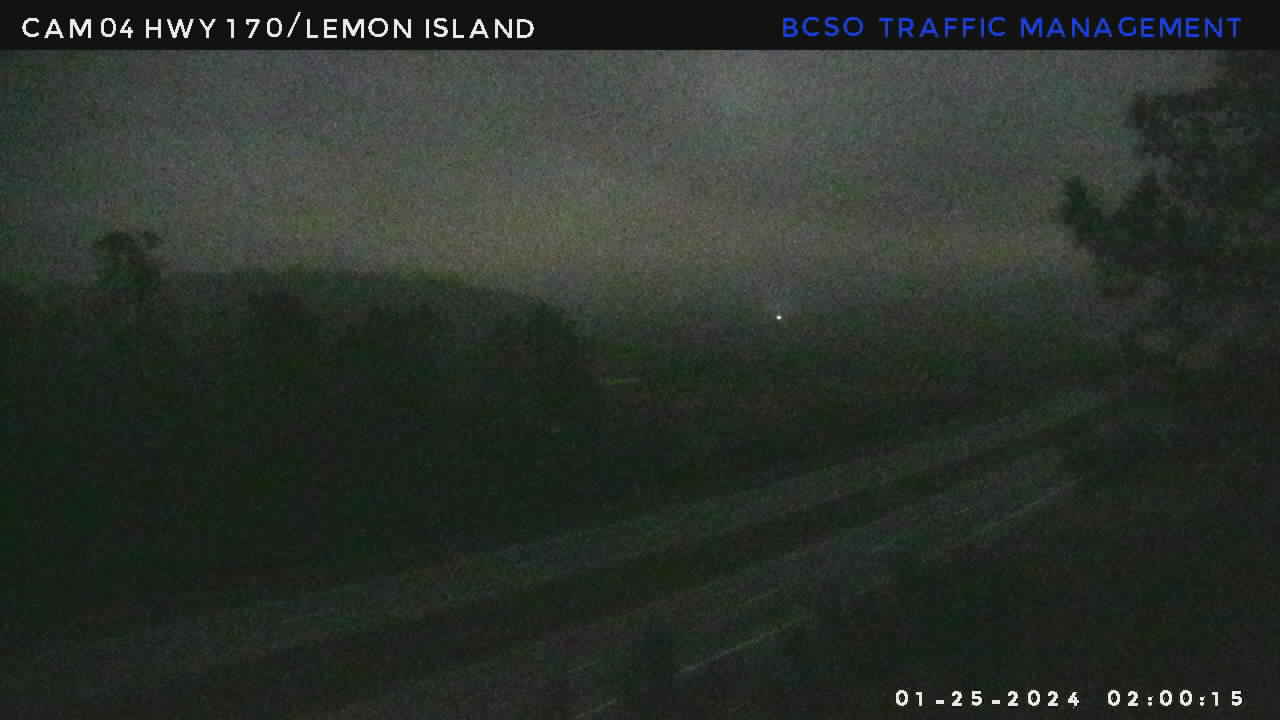 CAM04 HWY 170/LEMON ISLAND
BCSO TRAFFIC MANAGEMENT
01-25-2024 02:00:15